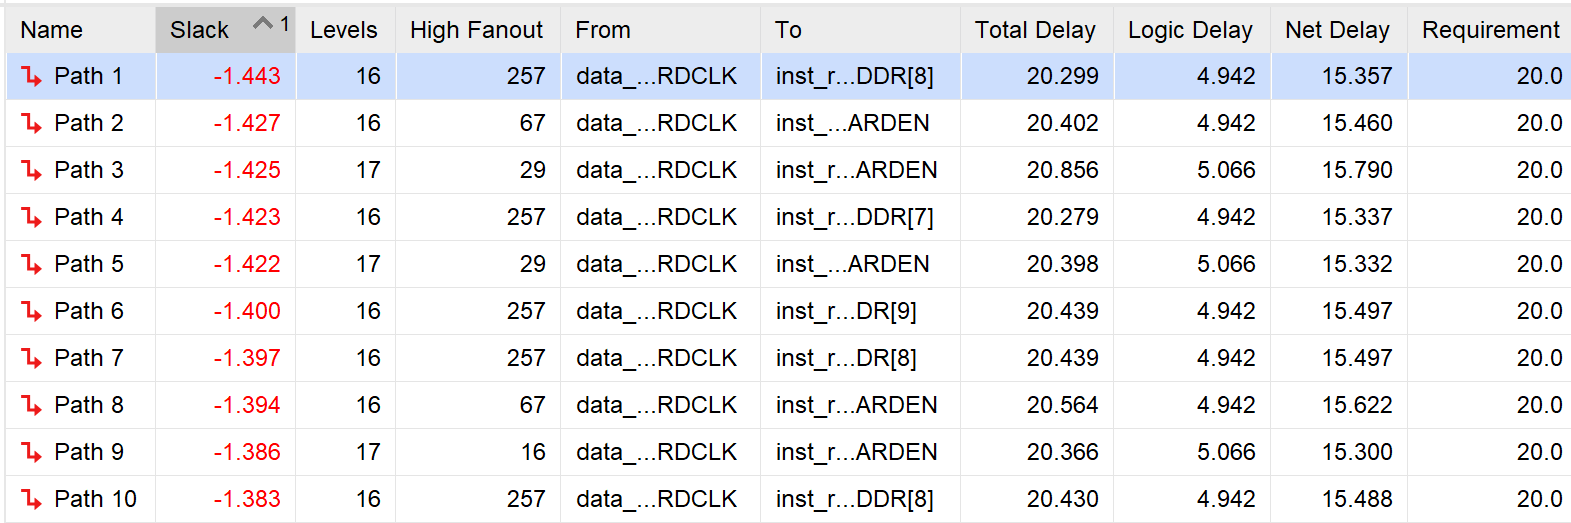 Name Slack 1 Levels High Fanout From To Total Delay Logic Delay Net Delay Requirement
Path 1 -1.443 16 257 data_...RDCLK inst_r...DDR[8] 20.299 4.942 15.357 20.0
Path 2 -1.427 16 67 data_...RDCLK inst_...ARDEN 20.402 4.942 15.460 20.0
Path 3 -1.425 17 29 data_...RDCLK inst_r...ARDEN 20.856 5.066 15.790 20.0
Path 4 -1.423 16 257 data_...RDCLK inst_r...DDR[7] 20.279 4.942 15.337 20.0
Path 5 -1.422 17 29 data_...RDCLK inst_...ARDEN 20.398 5.066 15.332 20.0
Path 6 -1.400 16 257 data_...RDCLK inst_r...DR[9] 20.439 4.942 15.497 20.0
Path 7 -1.397 16 257 data_...RDCLK inst_r...DR[8] 20.439 4.942 15.497 20.0
Path 8 -1.394 16 67 data_...RDCLK inst_r...ARDEN 20.564 4.942 15.622 20.0
Path 9 -1.386 17 16 data_...RDCLK inst_r...ARDEN 20.366 5.066 15.300 20.0
Path 10 -1.383 16 257 data_...RDCLK inst_r...DDR[8] 20.430 4.942 15.488 20.0